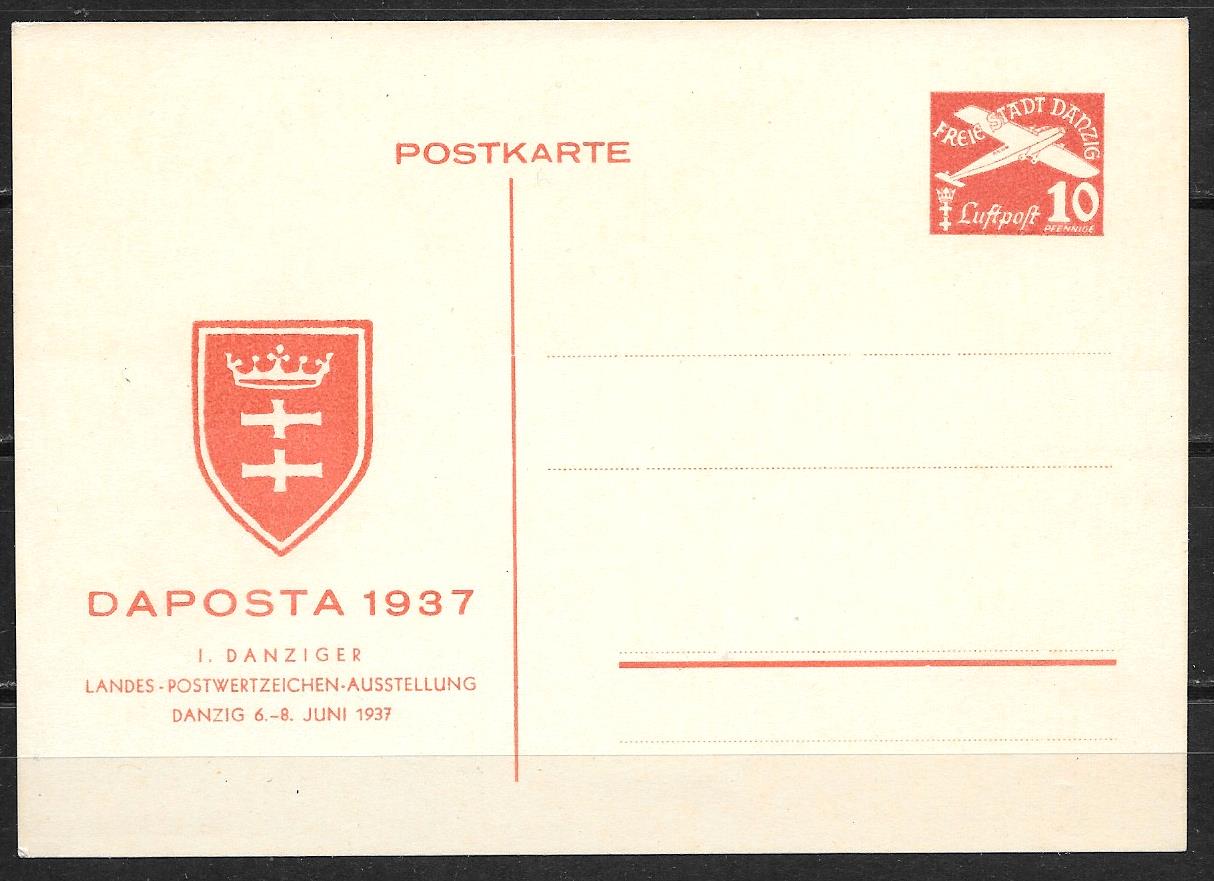 POSTKARTE
FREIE STADT DANZIG
Luftpost 10
PFENNIGE
DAPOSTA 1937
I. DANZIGER
LANDES-POSTWERTZEICHEN-AUSSTELLUNG
DANZIG 6.-8. JUNI 1937